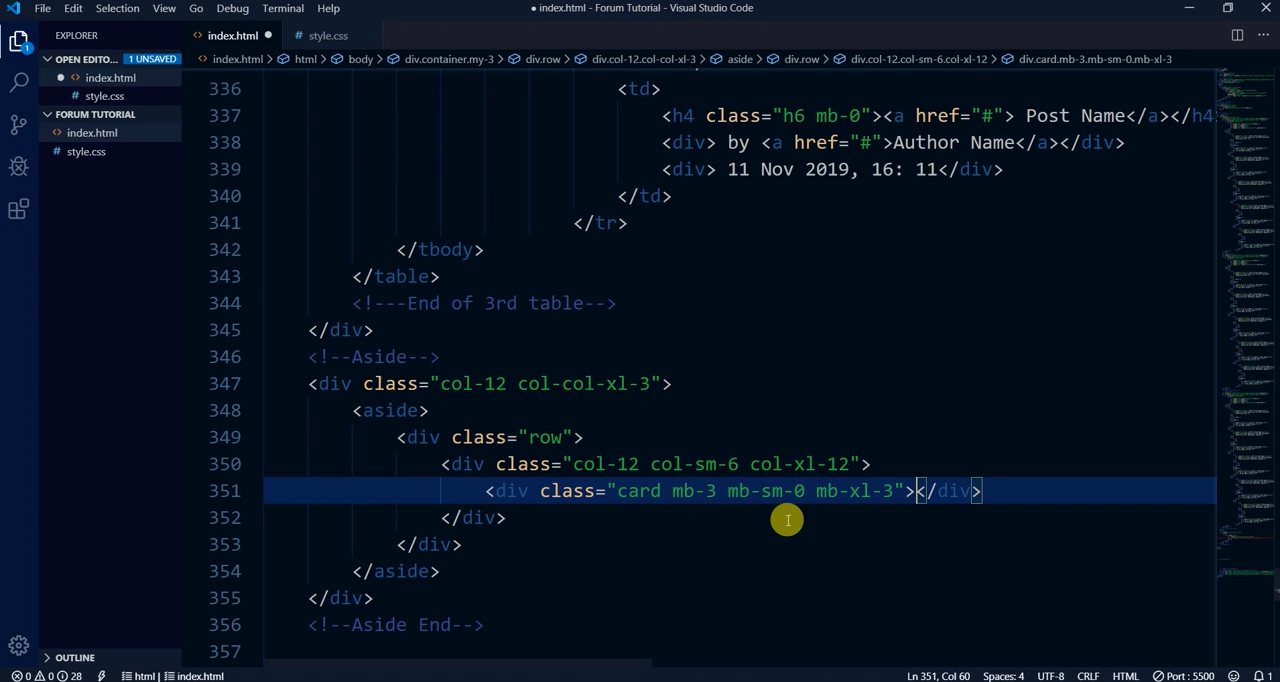 File Edit Selection View Go Debug Terminal Help
● index.html - Forum Tutorial - Visual Studio Code
EXPLORER
<> index.html ●
# style.css
OPEN EDITO... 1 UNSAVED
<> index.html > html > body > div.container.my-3 > div.row > div.col-12.col-col-xl-3 > aside > div.row > div.col-12.col-sm-6.col-xl-12 > div.card.mb-3.mb-sm-0.mb-xl-3
● <> index.html
# style.css
FORUM TUTORIAL
<> index.html
# style.css
1
336 <td>
337 <h4 class="h6 mb-0"><a href="#"> Post Name</a></h4
338 <div> by <a href="#">Author Name</a></div>
339 <div> 11 Nov 2019, 16: 11</div>
340 </td>
341 </tr>
342 </tbody>
343 </table>
344 <!---End of 3rd table-->
345 </div>
346 <!--Aside-->
347 <div class="col-12 col-col-xl-3">
348 <aside>
349 <div class="row">
350 <div class="col-12 col-sm-6 col-xl-12">
351 <div class="card mb-3 mb-sm-0 mb-xl-3"></div>
352 </div>
353 </div>
354 </aside>
355 </div>
356 <!--Aside End-->
357
OUTLINE
0 0 28 html | index.html
Ln 351, Col 60 Spaces: 4 UTF-8 CRLF HTML Port : 5500 1